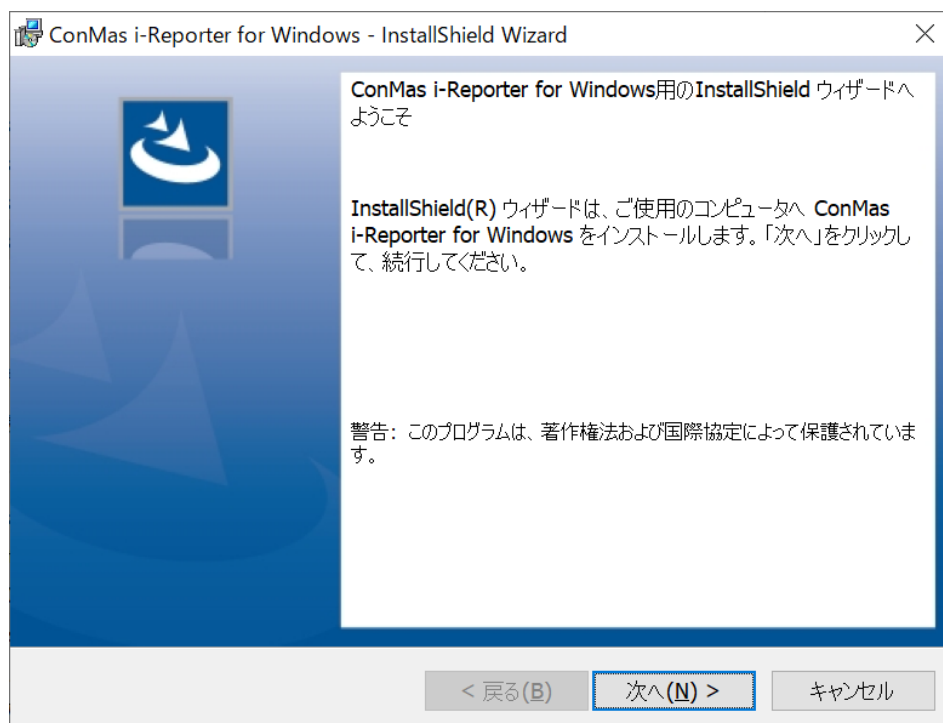 ConMas i-Reporter for Windows - InstallShield Wizard
ConMas i-Reporter for Windows用のInstallShield ウィザードへ
ようこそ
InstallShield(R) ウィザードは、ご使用のコンピュータへ ConMas
i-Reporter for Windows をインストールします。「次へ」をクリックし
て、続行してください。
警告: このプログラムは、著作権法および国際協定によって保護されていま
す。
< 戻る(B)
次へ(N) >
キャンセル